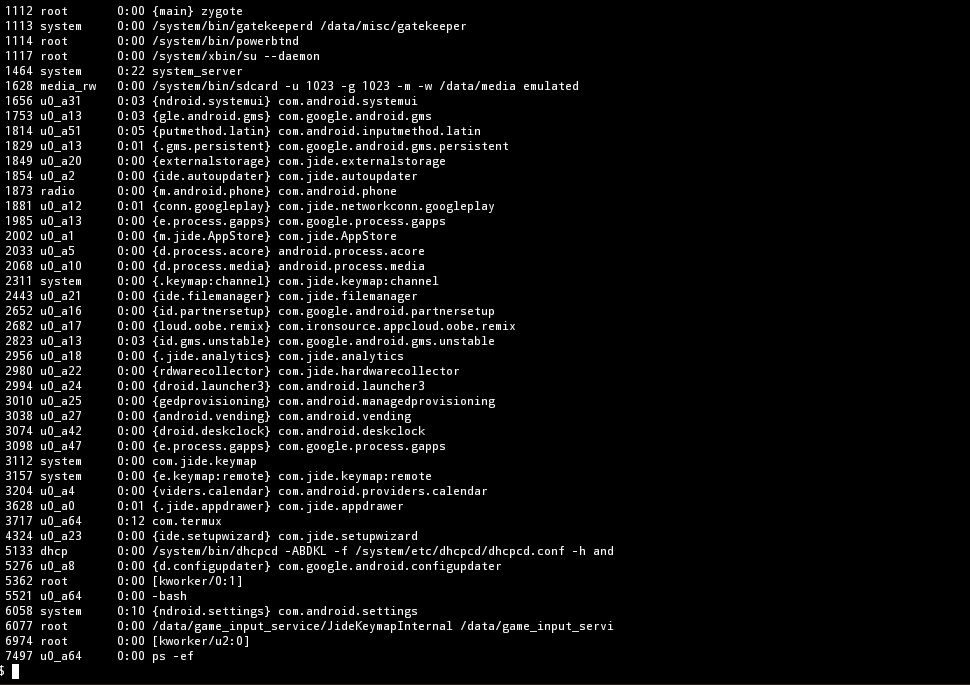 1112 root 0:00 {main} zygote
1113 system 0:00 /system/bin/gatekeeperd /data/misc/gatekeeper
1114 root 0:00 /system/bin/powerbtnd
1117 root 0:00 /system/xbin/su --daemon
1464 system 0:22 system_server
1628 media_rw 0:00 /system/bin/sdcard -u 1023 -g 1023 -m -w /data/media emulated
1656 u0_a31 0:03 {ndroid.systemui} com.android.systemui
1753 u0_a13 0:03 {gle.android.gms} com.google.android.gms
1814 u0_a51 0:05 {putmethod.latin} com.android.inputmethod.latin
1829 u0_a13 0:01 {.gms.persistent} com.google.android.gms.persistent
1849 u0_a20 0:00 {externalstorage} com.jide.externalstorage
1854 u0_a2 0:00 {ide.autoupdater} com.jide.autoupdater
1873 radio 0:00 {m.android.phone} com.android.phone
1881 u0_a12 0:01 {conn.googleplay} com.jide.networkconn.googleplay
1985 u0_a13 0:00 {e.process.gapps} com.google.process.gapps
2002 u0_a1 0:00 {m.jide.AppStore} com.jide.AppStore
2033 u0_a5 0:00 {d.process.acore} android.process.acore
2068 u0_a10 0:00 {d.process.media} android.process.media
2311 system 0:00 {.keymap:channel} com.jide.keymap:channel
2443 u0_a21 0:00 {ide.filemanager} com.jide.filemanager
2652 u0_a16 0:00 {id.partnersetup} com.google.android.partnersetup
2682 u0_a17 0:00 {loud.oobe.remix} com.ironsource.appcloud.oobe.remix
2823 u0_a13 0:03 {id.gms.unstable} com.google.android.gms.unstable
2956 u0_a18 0:00 {.jide.analytics} com.jide.analytics
2980 u0_a22 0:00 {rdwarecollector} com.jide.hardwarecollector
2994 u0_a24 0:00 {droid.launcher3} com.android.launcher3
3010 u0_a25 0:00 {gedprovisioning} com.android.managedprovisioning
3038 u0_a27 0:00 {android.vending} com.android.vending
3074 u0_a42 0:00 {droid.deskclock} com.android.deskclock
3098 u0_a47 0:00 {e.process.gapps} com.google.process.gapps
3112 system 0:00 com.jide.keymap
3157 system 0:00 {e.keymap:remote} com.jide.keymap:remote
3204 u0_a4 0:00 {viders.calendar} com.android.providers.calendar
3628 u0_a0 0:01 {.jide.appdrawer} com.jide.appdrawer
3717 u0_a64 0:12 com.termux
4324 u0_a23 0:00 {ide.setupwizard} com.jide.setupwizard
5133 dhcp 0:00 /system/bin/dhcpcd -ABDKL -f /system/etc/dhcpcd/dhcpcd.conf -h and
5276 u0_a8 0:00 {d.configupdater} com.google.android.configupdater
5362 root 0:00 [kworker/0:1]
5521 u0_a64 0:00 -bash
6058 system 0:10 {ndroid.settings} com.android.settings
6077 root 0:00 /data/game_input_service/JideKeymapInternal /data/game_input_servi
6974 root 0:00 [kworker/u2:0]
7497 u0_a64 0:00 ps -ef
$